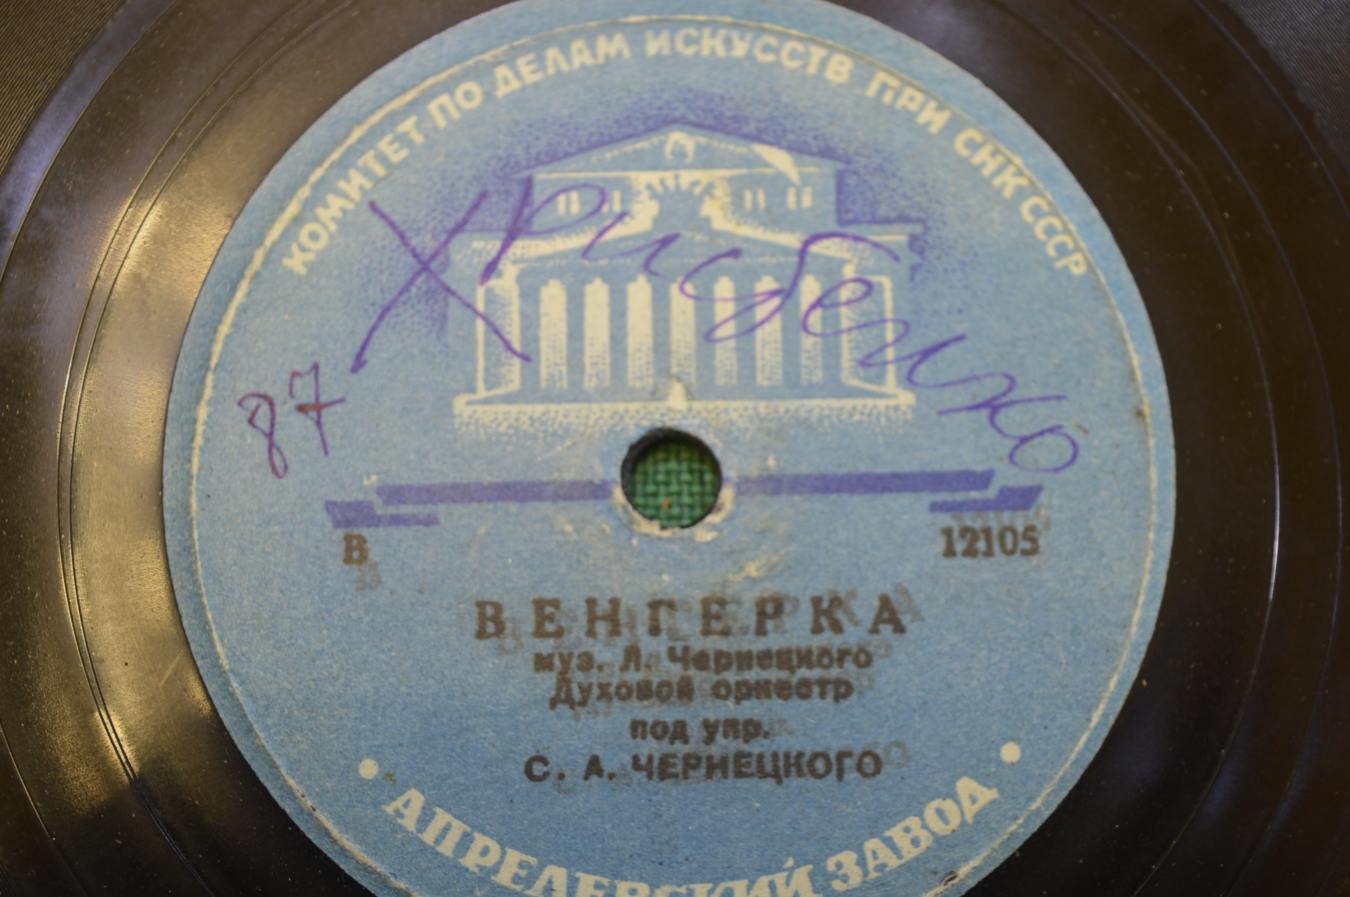 КОМИТЕТ ПО ДЕЛАМ ИСКУССТВ ПРИ СНК СССР
Хрибенко
87
В 12105
ВЕНГЕРКА
муз. Л. Чернецкого
Духовой оркестр
под упр.
С. А. ЧЕРНЕЦКОГО
• АПРЕЛЕВСКИЙ ЗАВОД •